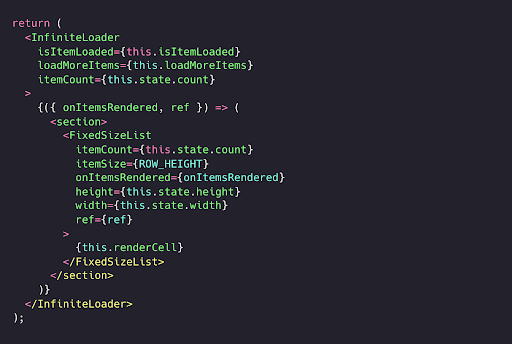 return (
  <InfiniteLoader
    isItemLoaded={this.isItemLoaded}
    loadMoreItems={this.loadMoreItems}
    itemCount={this.state.count}
  >
    {({ onItemsRendered, ref }) => (
      <section>
        <FixedSizeList
          itemCount={this.state.count}
          itemSize={ROW_HEIGHT}
          onItemsRendered={onItemsRendered}
          height={this.state.height}
          width={this.state.width}
          ref={ref}
        >
          {this.renderCell}
        </FixedSizeList>
      </section>
    )}
  </InfiniteLoader>
);